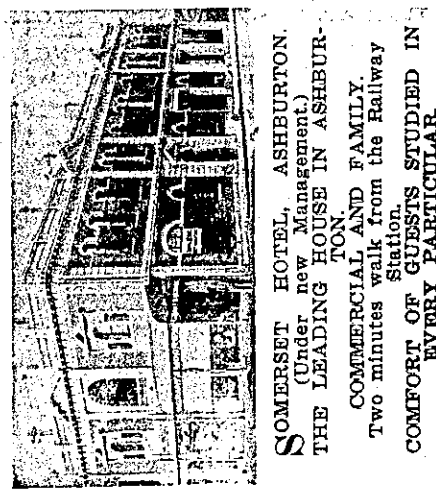 SOMERSET HOTEL, ASHBURTON.
(Under new Management.)
THE LEADING HOUSE IN ASHBUR-
TON.
COMMERCIAL AND FAMILY.
Two minutes walk from the Railway
Station.
COMFORT OF GUESTS STUDIED IN
EVERY PARTICULAR.